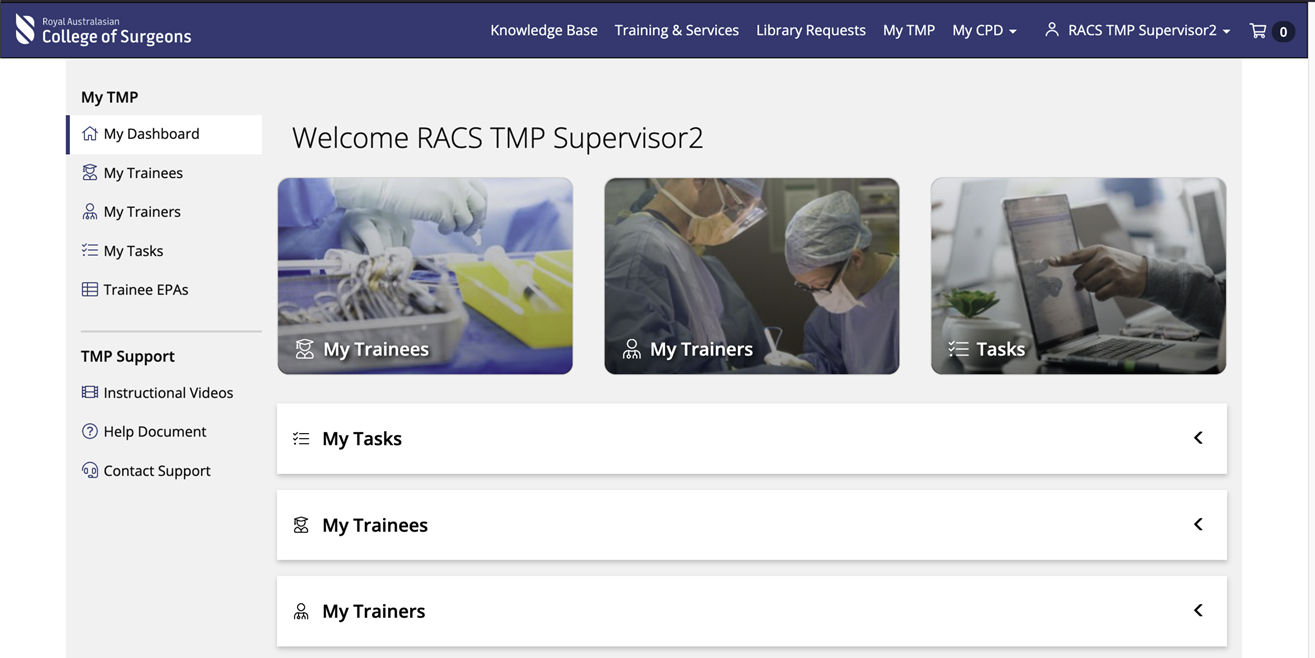 Royal Australasian
College of Surgeons
Knowledge Base Training & Services Library Requests My TMP My CPD RACS TMP Supervisor2 0
My TMP
My Dashboard
My Trainees
My Trainers
My Tasks
Trainee EPAs
TMP Support
Instructional Videos
Help Document
Contact Support
Welcome RACS TMP Supervisor2
My Trainees
My Trainers
Tasks
My Tasks
My Trainees
My Trainers